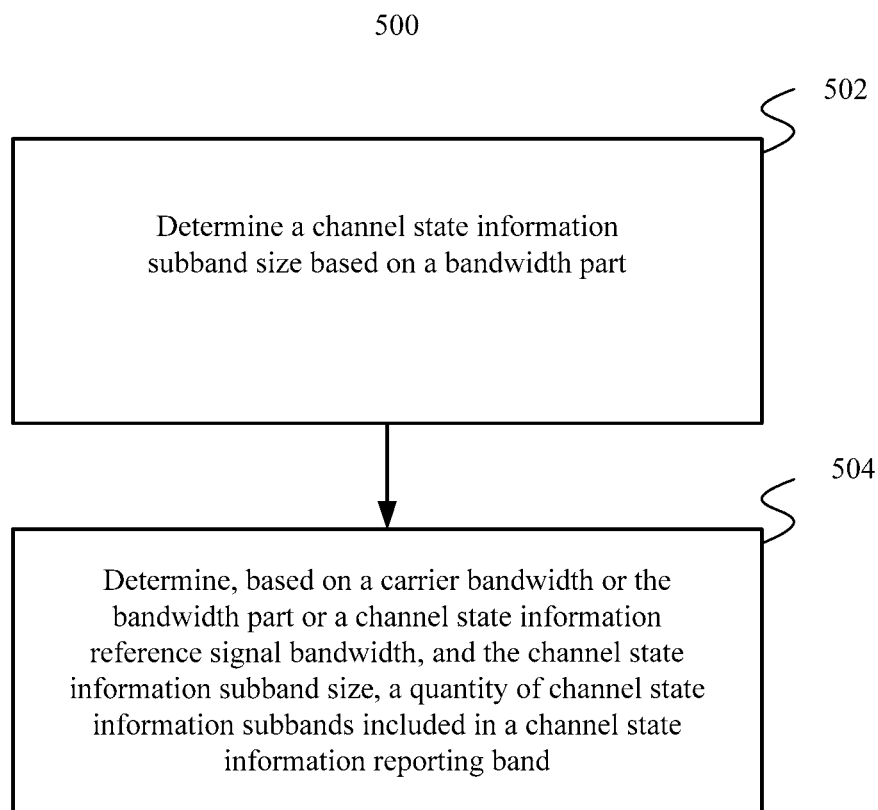 500
502
Determine a channel state information
subband size based on a bandwidth part
504
Determine, based on a carrier bandwidth or the
bandwidth part or a channel state information
reference signal bandwidth, and the channel state
information subband size, a quantity of channel state
information subbands included in a channel state
information reporting band